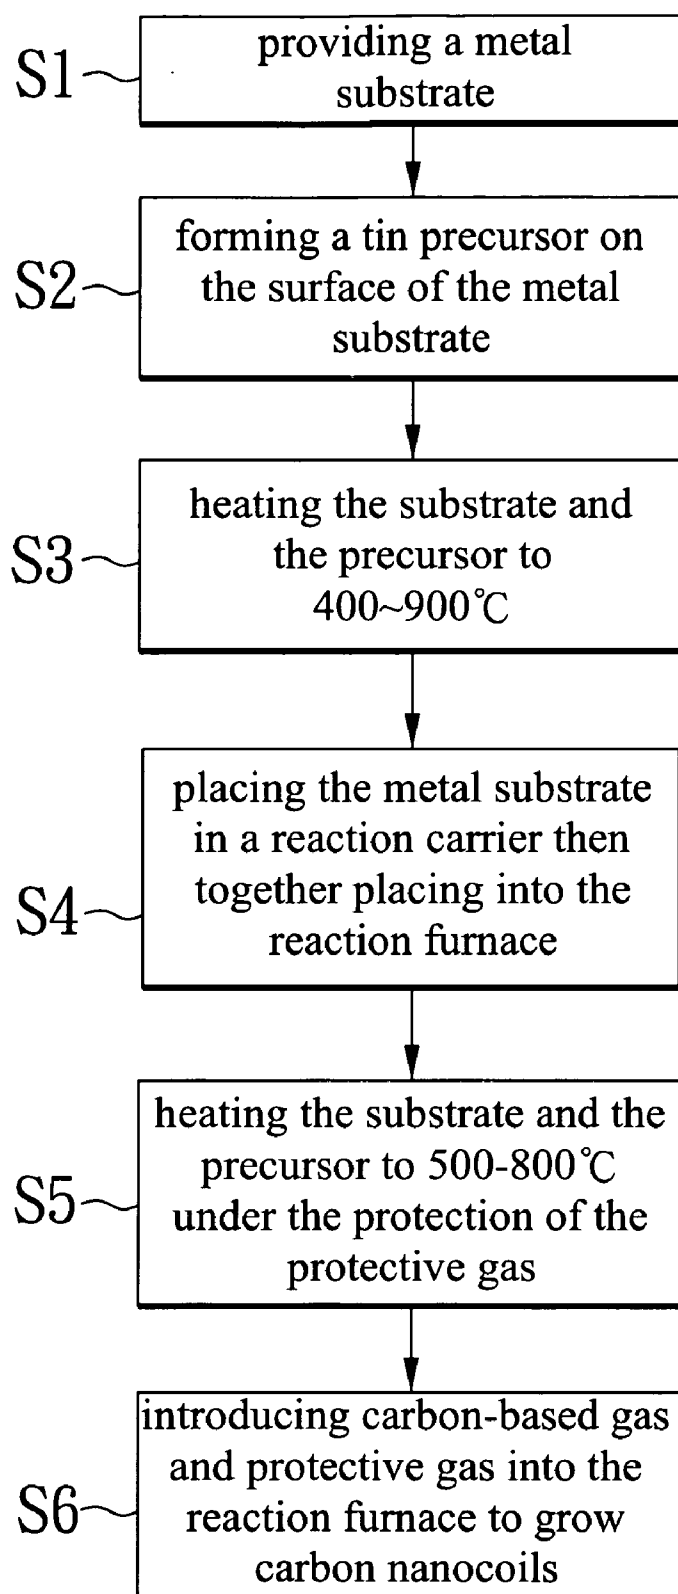 S1
providing a metal
substrate
S2
forming a tin precursor on
the surface of the metal
substrate
S3
heating the substrate and
the precursor to
400~900℃
S4
placing the metal substrate
in a reaction carrier then
together placing into the
reaction furnace
S5
heating the substrate and the
precursor to 500-800℃
under the protection of the
protective gas
S6
introducing carbon-based gas
and protective gas into the
reaction furnace to grow
carbon nanocoils